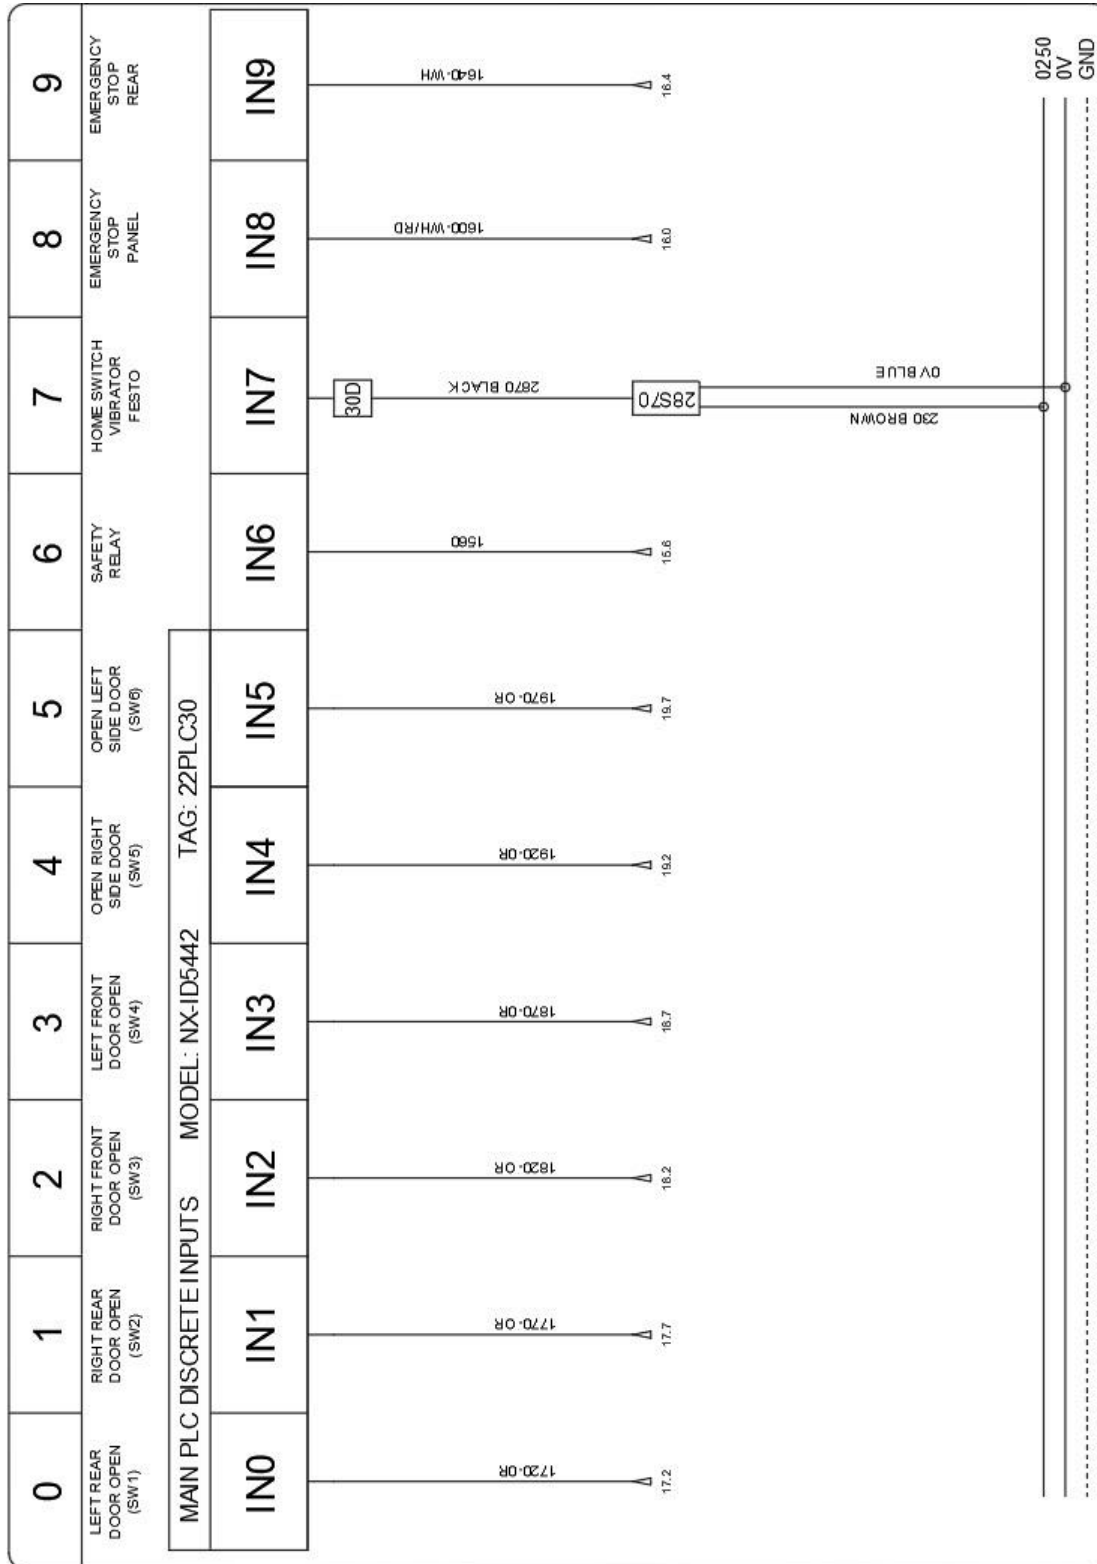 0
1
2
3
4
5
6
7
8
9
LEFT REAR
DOOR OPEN
(SW1)
RIGHT REAR
DOOR OPEN
(SW2)
RIGHT FRONT
DOOR OPEN
(SW3)
LEFT FRONT
DOOR OPEN
(SW4)
OPEN RIGHT
SIDE DOOR
(SW5)
OPEN LEFT
SIDE DOOR
(SW6)
SAFETY
RELAY
HOME SWITCH
VIBRATOR
FESTO
EMERGENCY
STOP
PANEL
EMERGENCY
STOP
REAR
MAIN PLC DISCRETE INPUTS MODEL: NX-ID5442 TAG: 22PLC30
IN0
IN1
IN2
IN3
IN4
IN5
IN6
IN7
IN8
IN9
30D
1720-OR
1770-OR
1820-OR
1870-OR
1920-OR
1970-OR
1560
2870 BLACK
1600-WH/RD
1640-WH
17.2
17.7
18.2
18.7
19.2
19.7
15.6
28S70
16.0
16.4
230 BROWN
0V BLUE
0250
0V
GND